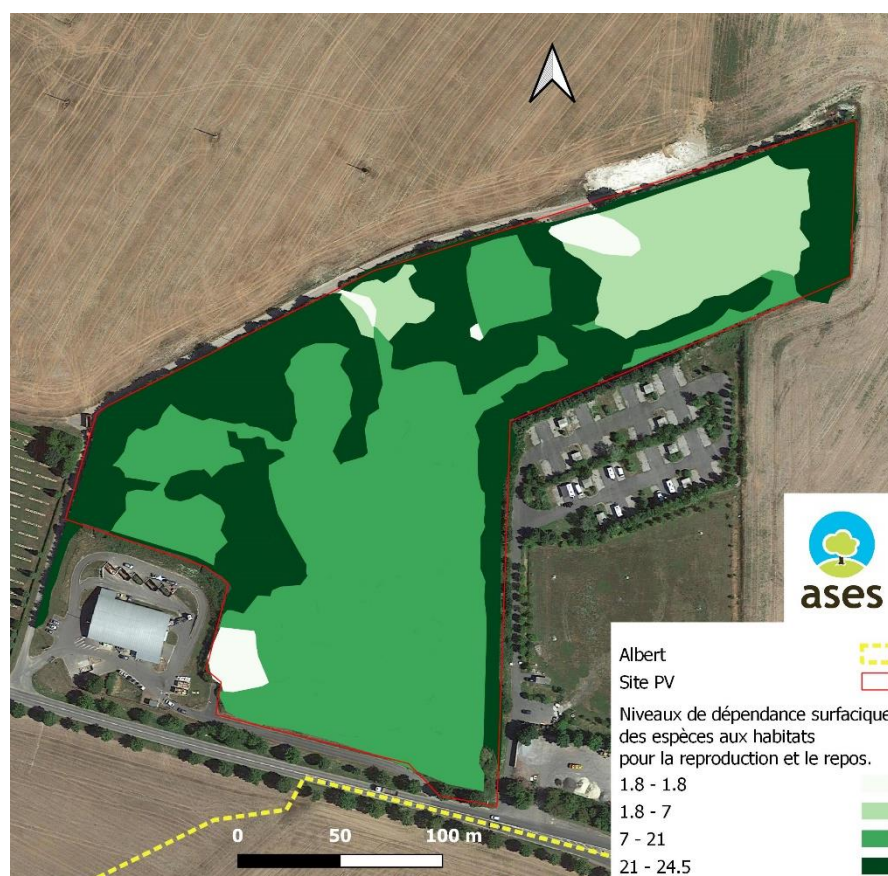 ases
Albert
Site PV
Niveaux de dépendance surfacique
des espèces aux habitats
pour la reproduction et le repos.
1.8 - 1.8
1.8 - 7
7 - 21
21 - 24.5
0 50 100 m